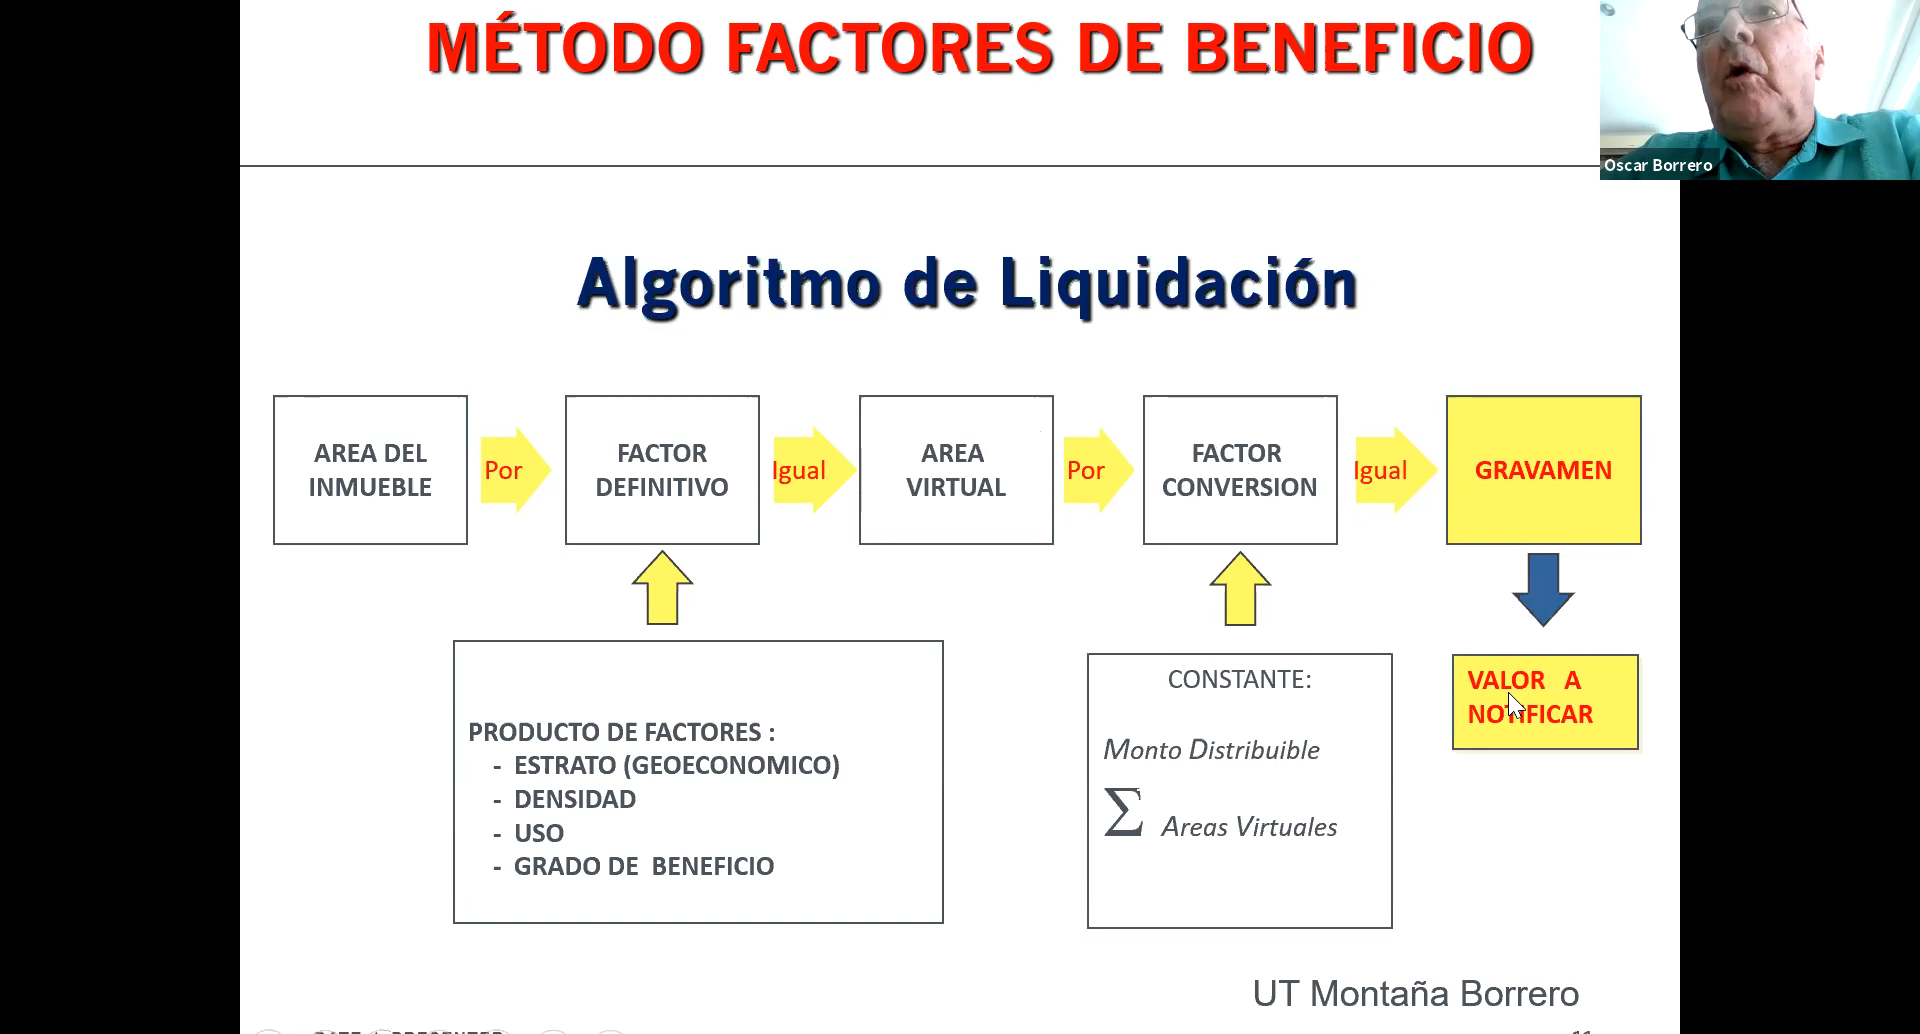 MÉTODO FACTORES DE BENEFICIO
Oscar Borrero
Algoritmo de Liquidación
AREA DEL
INMUEBLE
Por
FACTOR
DEFINITIVO
Igual
AREA
VIRTUAL
Por
FACTOR
CONVERSION
Igual
GRAVAMEN
PRODUCTO DE FACTORES :
- ESTRATO (GEOECONOMICO)
- DENSIDAD
- USO
- GRADO DE BENEFICIO
CONSTANTE:
Monto Distribuible
Σ Areas Virtuales
VALOR A
NOTIFICAR
UT Montaña Borrero